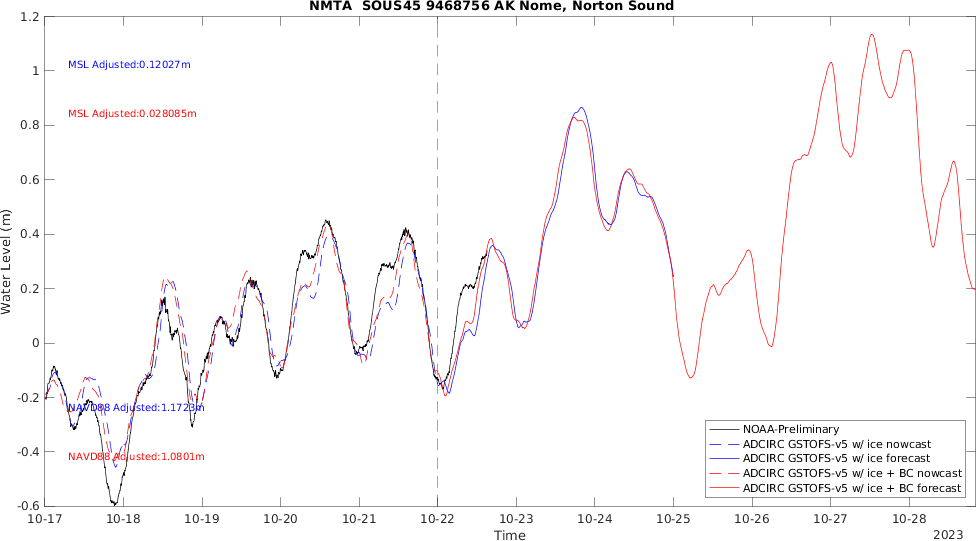 NMTA SOUS45 9468756 AK Nome, Norton Sound
1.2
1
0.8
0.6
0.4
0.2
0
-0.2
-0.4
-0.6
Water Level (m)
MSL Adjusted:0.12027m
MSL Adjusted:0.028085m
NAVD88 Adjusted:1.1723m
NAVD88 Adjusted:1.0801m
NOAA-Preliminary
ADCIRC GSTOFS-v5 w/ ice nowcast
ADCIRC GSTOFS-v5 w/ ice forecast
ADCIRC GSTOFS-v5 w/ ice + BC nowcast
ADCIRC GSTOFS-v5 w/ ice + BC forecast
10-17 10-18 10-19 10-20 10-21 10-22 10-23 10-24 10-25 10-26 10-27 10-28
Time
2023